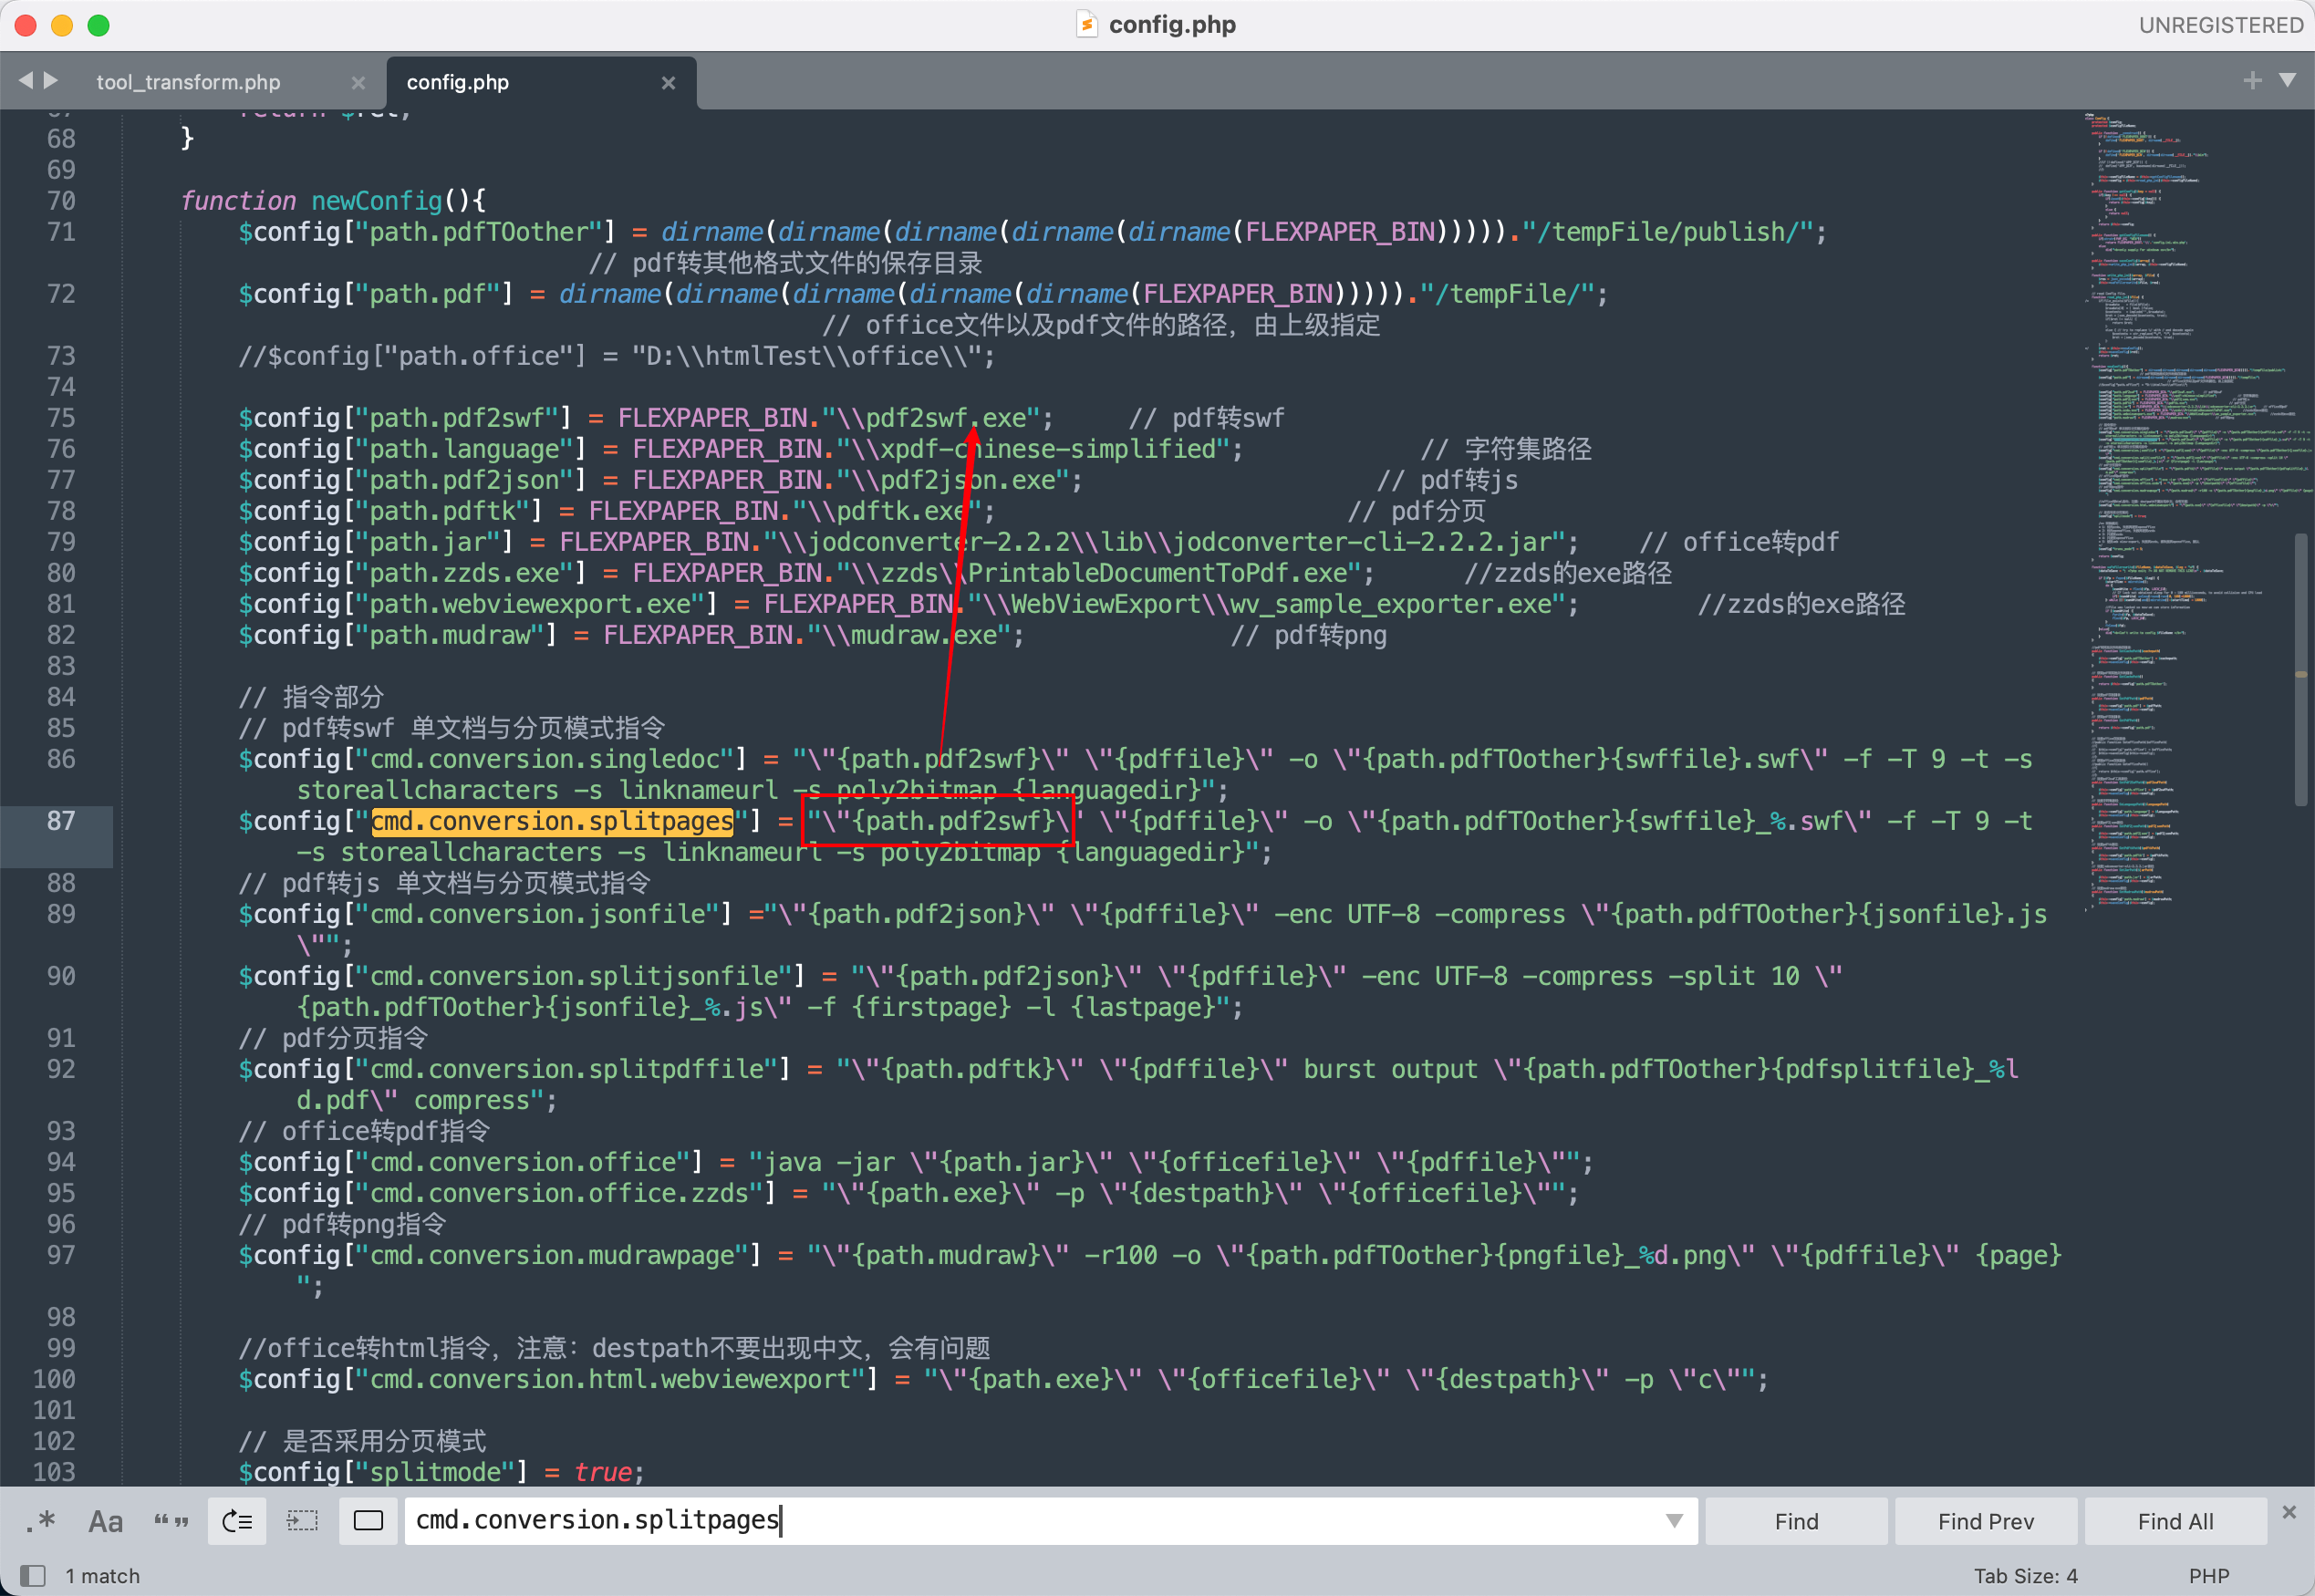 config.php
UNREGISTERED
tool_transform.php
config.php
67 return $ret;
68 }
69
70 function newConfig(){
71 $config["path.pdfTOother"] = dirname(dirname(dirname(dirname(dirname(FLEXPAPER_BIN)))))."/tempFile/publish/";
// pdf转其他格式文件的保存目录
72 $config["path.pdf"] = dirname(dirname(dirname(dirname(dirname(FLEXPAPER_BIN)))))."/tempFile/";
// office文件以及pdf文件的路径，由上级指定
73 //$config["path.office"] = "D:\\htmlTest\\office\\";
74
75 $config["path.pdf2swf"] = FLEXPAPER_BIN."\\pdf2swf.exe"; // pdf转swf
76 $config["path.language"] = FLEXPAPER_BIN."\\xpdf-chinese-simplified"; // 字符集路径
77 $config["path.pdf2json"] = FLEXPAPER_BIN."\\pdf2json.exe"; // pdf转js
78 $config["path.pdftk"] = FLEXPAPER_BIN."\\pdftk.exe"; // pdf分页
79 $config["path.jar"] = FLEXPAPER_BIN."\\jodconverter-2.2.2\\lib\\jodconverter-cli-2.2.2.jar"; // office转pdf
80 $config["path.zzds.exe"] = FLEXPAPER_BIN."\\zzds\\PrintableDocumentToPdf.exe"; //zzds的exe路径
81 $config["path.webviewexport.exe"] = FLEXPAPER_BIN."\\WebViewExport\\wv_sample_exporter.exe"; //zzds的exe路径
82 $config["path.mudraw"] = FLEXPAPER_BIN."\\mudraw.exe"; // pdf转png
83
84 // 指令部分
85 // pdf转swf 单文档与分页模式指令
86 $config["cmd.conversion.singledoc"] = "\"{path.pdf2swf}\" \"{pdffile}\" -o \"{path.pdfTOother}{swffile}.swf\" -f -T 9 -t -s
storeallcharacters -s linknameurl -s poly2bitmap {languagedir}";
87 $config["cmd.conversion.splitpages"] = "\"{path.pdf2swf}\" \"{pdffile}\" -o \"{path.pdfTOother}{swffile}_%.swf\" -f -T 9 -t
-s storeallcharacters -s linknameurl -s poly2bitmap {languagedir}";
88 // pdf转js 单文档与分页模式指令
89 $config["cmd.conversion.jsonfile"] ="\"{path.pdf2json}\" \"{pdffile}\" -enc UTF-8 -compress \"{path.pdfTOother}{jsonfile}.js
\"";
90 $config["cmd.conversion.splitjsonfile"] = "\"{path.pdf2json}\" \"{pdffile}\" -enc UTF-8 -compress -split 10 \"
{path.pdfTOother}{jsonfile}_%.js\" -f {firstpage} -l {lastpage}";
91 // pdf分页指令
92 $config["cmd.conversion.splitpdffile"] = "\"{path.pdftk}\" \"{pdffile}\" burst output \"{path.pdfTOother}{pdfsplitfile}_%l
d.pdf\" compress";
93 // office转pdf指令
94 $config["cmd.conversion.office"] = "java -jar \"{path.jar}\" \"{officefile}\" \"{pdffile}\"";
95 $config["cmd.conversion.office.zzds"] = "\"{path.exe}\" -p \"{destpath}\" \"{officefile}\"";
96 // pdf转png指令
97 $config["cmd.conversion.mudrawpage"] = "\"{path.mudraw}\" -r100 -o \"{path.pdfTOother}{pngfile}_%d.png\" \"{pdffile}\" {page}
";
98
99 //office转html指令，注意：destpath不要出现中文，会有问题
100 $config["cmd.conversion.html.webviewexport"] = "\"{path.exe}\" \"{officefile}\" \"{destpath}\" -p \"c\"";
101
102 // 是否采用分页模式
103 $config["splitmode"] = true;
.* Aa “” cmd.conversion.splitpages Find Find Prev Find All
1 match Tab Size: 4 PHP